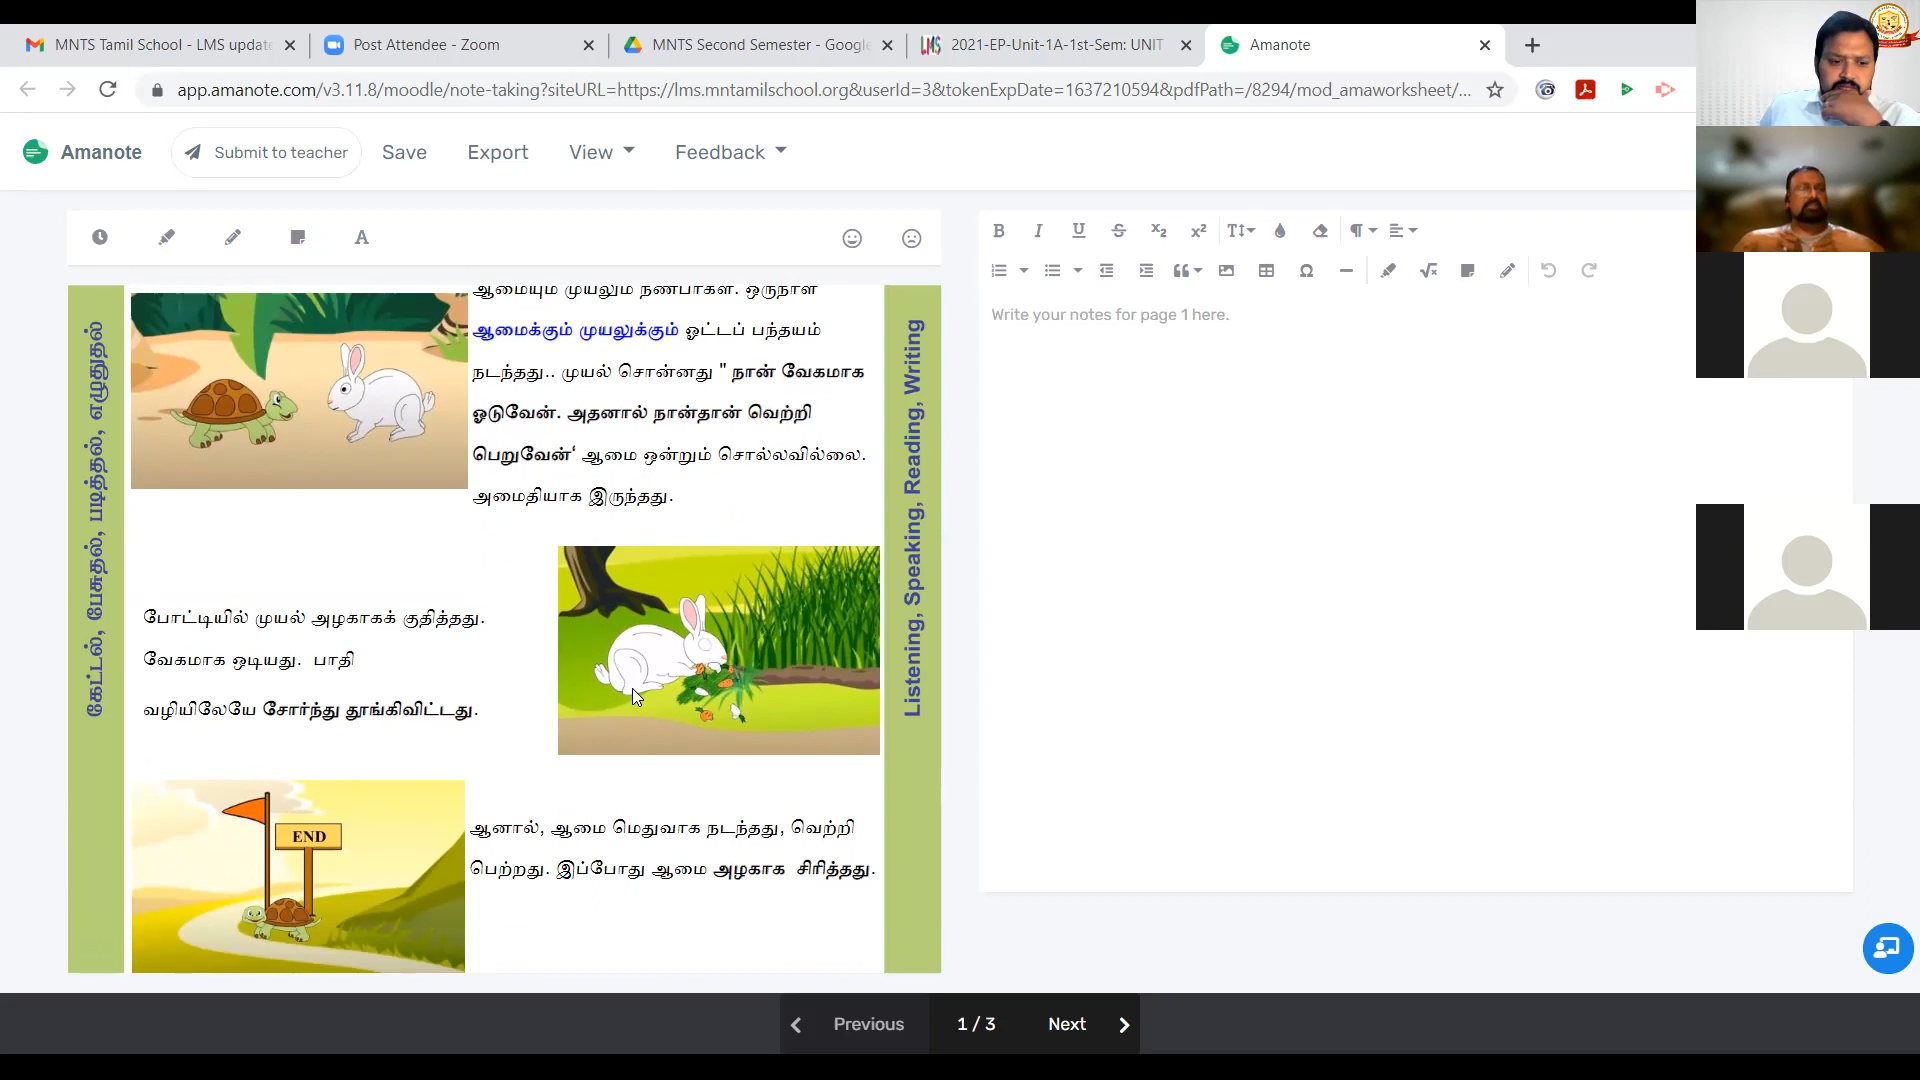 MNTS Tamil School - LMS update
Post Attendee - Zoom
MNTS Second Semester - Google
LMS
2021-EP-Unit-1A-1st-Sem: UNIT
Amanote
app.amanote.com/v3.11.8/moodle/note-taking?siteURL=https://lms.mntamilschool.org&userId=3&tokenExpDate=1637210594&pdfPath=/8294/mod_amaworksheet/...
Amanote
Submit to teacher
Save
Export
View
Feedback
கேட்டல், பேசுதல், படித்தல், எழுதுதல்
ஆமையும் முயலும் நண்பர்கள். ஒருநாள்
ஆமைக்கும் முயலுக்கும் ஓட்டப் பந்தயம்
நடந்தது.. முயல் சொன்னது " நான் வேகமாக
ஓடுவேன். அதனால் நான்தான் வெற்றி
பெறுவேன்‘ ஆமை ஒன்றும் சொல்லவில்லை.
அமைதியாக இருந்தது.
போட்டியில் முயல் அழகாகக் குதித்தது.
வேகமாக ஒடியது. பாதி
வழியிலேயே சோர்ந்து தூங்கிவிட்டது.
END
ஆனால், ஆமை மெதுவாக நடந்தது, வெற்றி
பெற்றது. இப்போது ஆமை அழகாக சிரித்தது.
Listening, Speaking, Reading, Writing
Write your notes for page 1 here.
Previous
1 / 3
Next